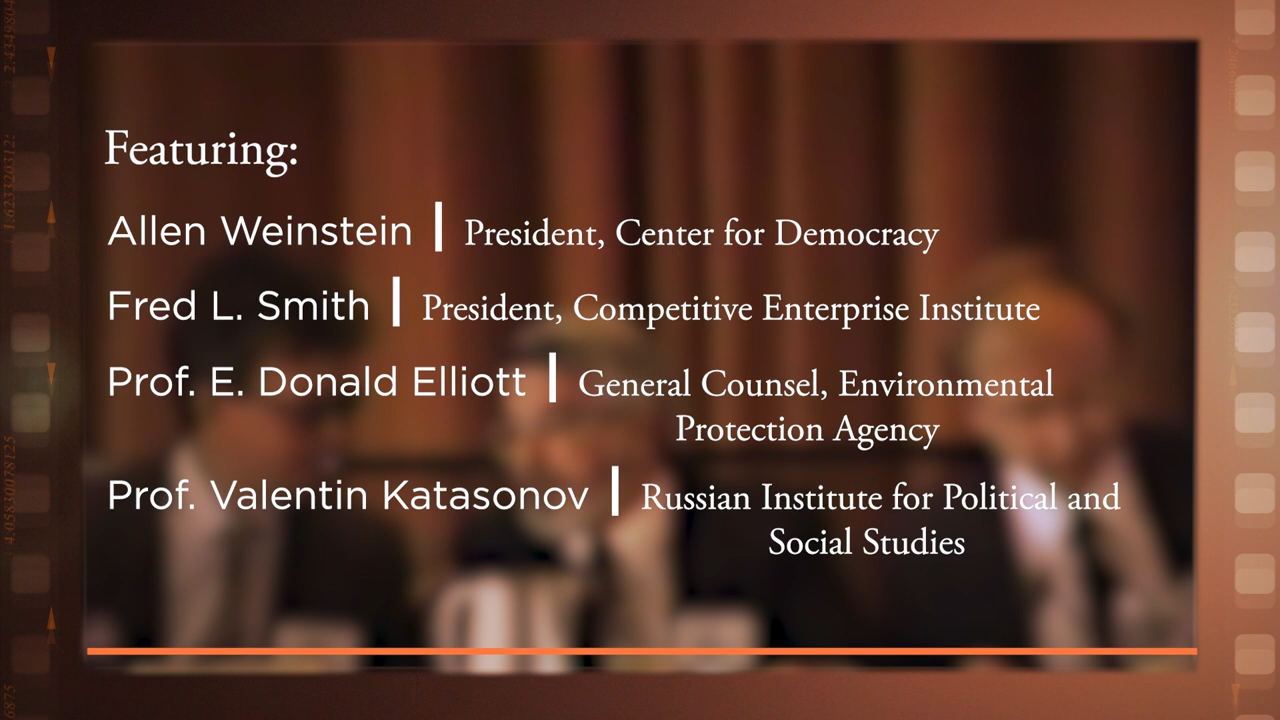 Featuring:
Allen Weinstein | President, Center for Democracy
Fred L. Smith | President, Competitive Enterprise Institute
Prof. E. Donald Elliott | General Counsel, Environmental
Protection Agency
Prof. Valentin Katasonov | Russian Institute for Political and
Social Studies